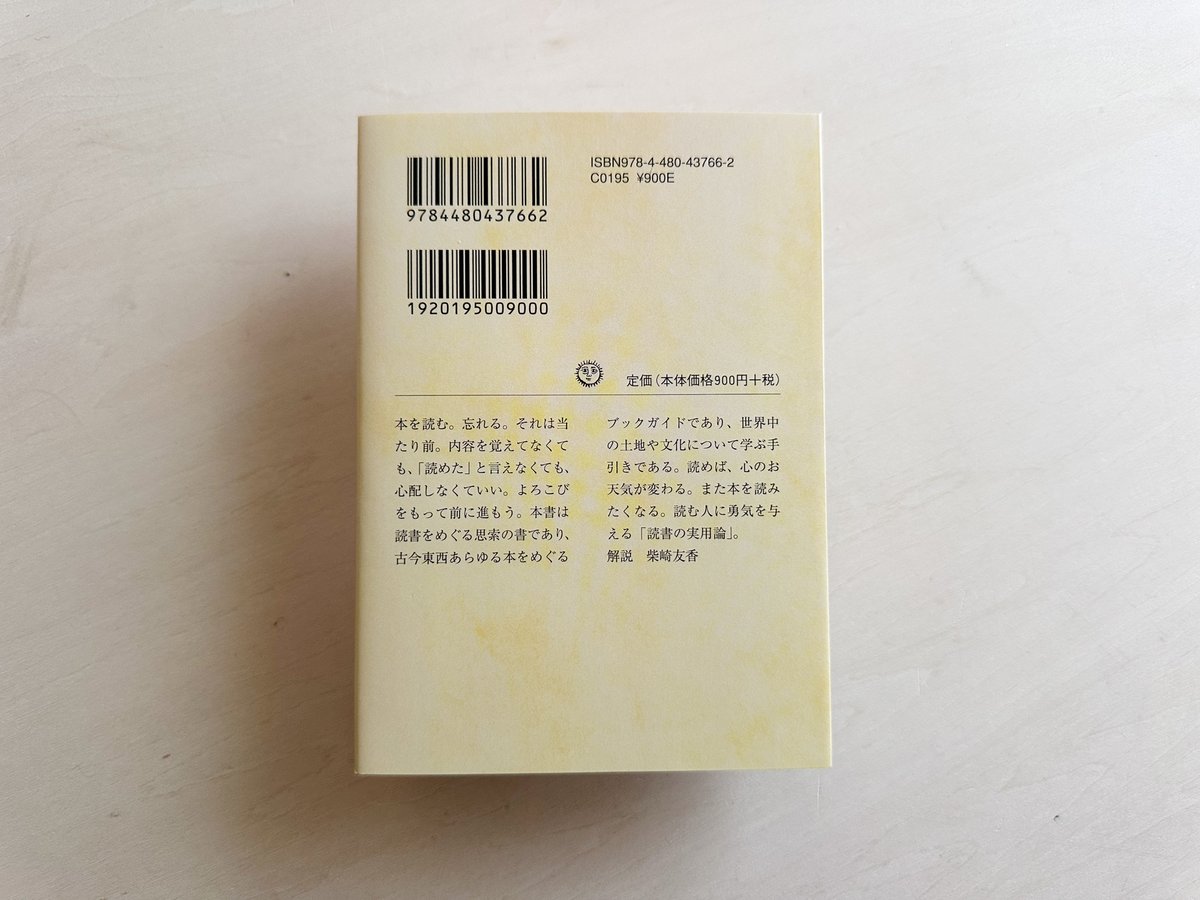 ISBN978-4-480-43766-2
C0195 ¥900E
9784480437662
1920195009000
定価(本体価格900円+税)
本を読む。忘れる。それは当
たり前。内容を覚えてなくて
も、「読めた」と言えなくても、
心配しなくていい。よろこび
をもって前に進もう。本書は
読書をめぐる思索の書であり、
古今東西あらゆる本をめぐる
ブックガイドであり、世界中
の土地や文化について学ぶ手
引きである。読めば、心のお
天気が変わる。また本を読み
たくなる。読む人に勇気を与
える「読書の実用論」。
解説 柴崎友香